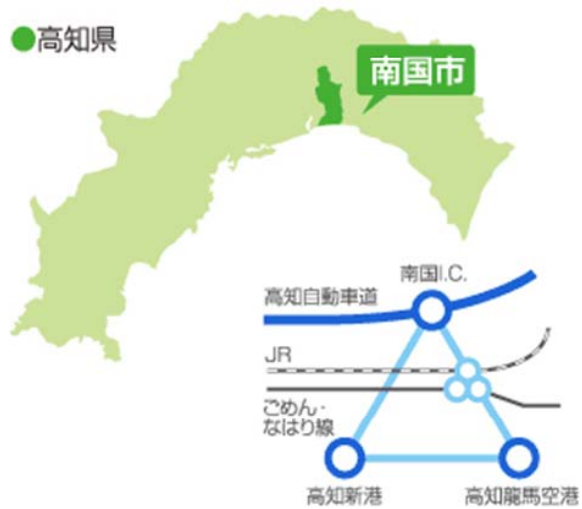 ●高知県
南国市
南国I.C.
高知自動車道
JR
ごめん・
なはり線
高知新港
高知龍馬空港